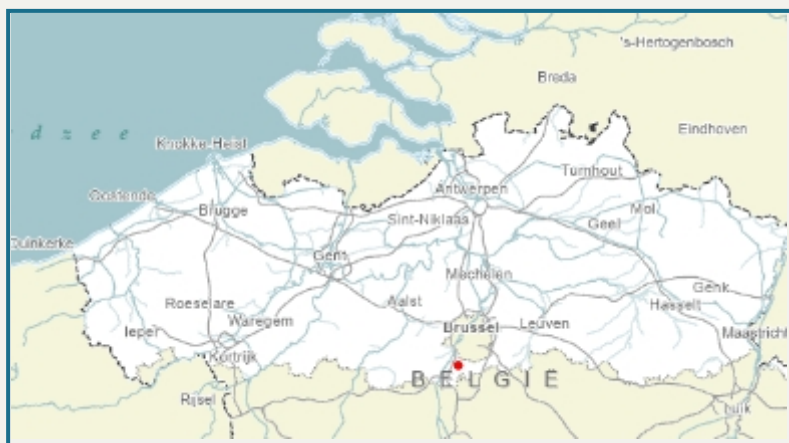 's-Hertogenbosch
Breda
dzee
Eindhoven
Knokke-Heist
Turnhout
Antwerpen
Oostende
Brugge
Mol
Sint-Niklaas
Geel
Duinkerke
Gent
Mechelen
Genk
Roeselare
Aalst
Hasselt
Waregem
Brussel
Leuven
Ieper
Maastricht
Kortrijk
BELGIË
Rijsel
Luik